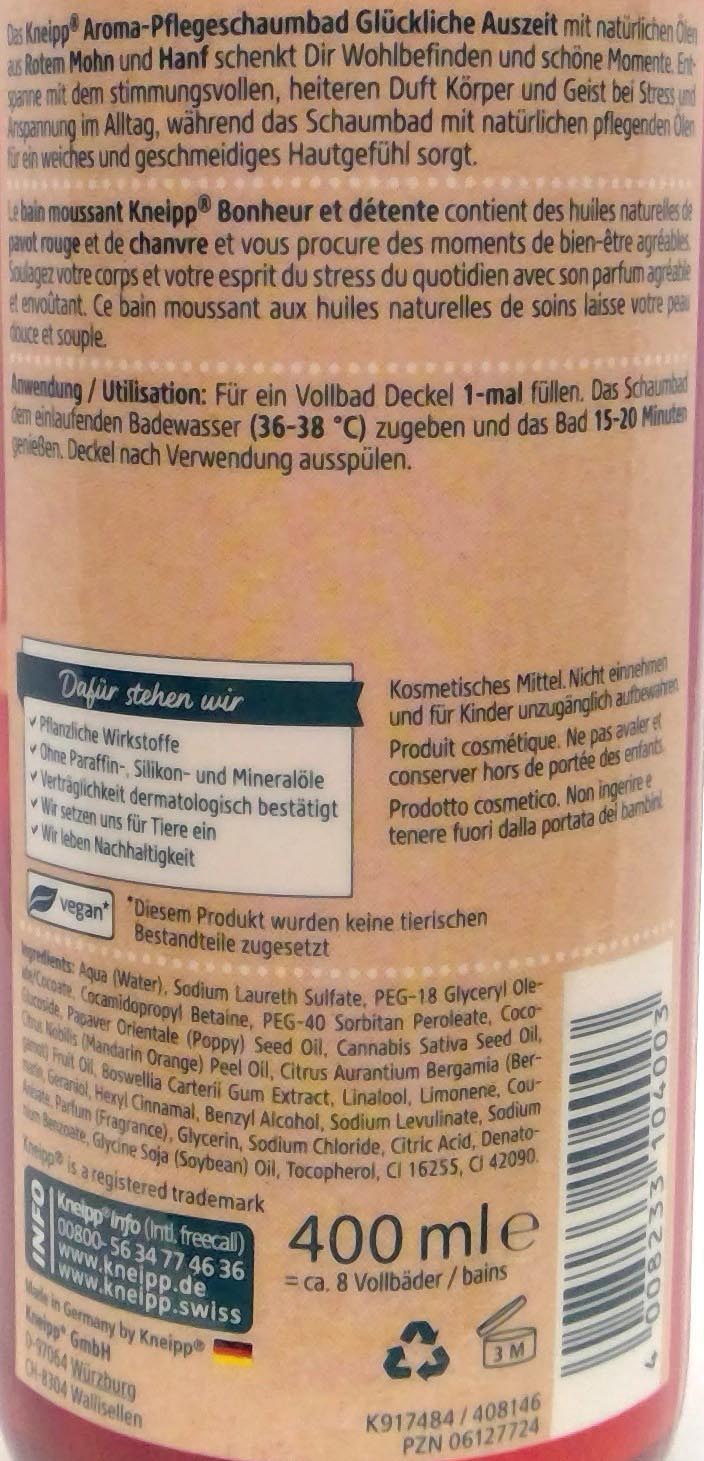 Das Kneipp® Aroma-Pflegeschaumbad Glückliche Auszeit mit natürlichen Ölen
aus Rotem Mohn und Hanf schenkt Dir Wohlbefinden und schöne Momente. Ent-
spanne mit dem stimmungsvollen, heiteren Duft Körper und Geist bei Stress und
Anspannung im Alltag, während das Schaumbad mit natürlichen pflegenden Ölen
für ein weiches und geschmeidiges Hautgefühl sorgt.
Le bain moussant Kneipp® Bonheur et détente contient des huiles naturelles de
pavot rouge et de chanvre et vous procure des moments de bien-être agréables.
Soulagez votre corps et votre esprit du stress du quotidien avec son parfum agréable
et envoûtant. Ce bain moussant aux huiles naturelles de soins laisse votre peau
douce et souple.
Anwendung / Utilisation: Für ein Vollbad Deckel 1-mal füllen. Das Schaumbad
dem einlaufenden Badewasser (36-38 °C) zugeben und das Bad 15-20 Minuten
genießen. Deckel nach Verwendung ausspülen.
Dafür stehen wir
✓ Pflanzliche Wirkstoffe
✓ Ohne Paraffin-, Silikon- und Mineralöle
✓ Verträglichkeit dermatologisch bestätigt
✓ Wir setzen uns für Tiere ein
✓ Wir leben Nachhaltigkeit
Kosmetisches Mittel. Nicht einnehmen
und für Kinder unzugänglich aufbewahren.
Produit cosmétique. Ne pas avaler et
conserver hors de portée des enfants.
Prodotto cosmetico. Non ingerire e
tenere fuori dalla portata dei bambini.
vegan*
*Diesem Produkt wurden keine tierischen
Bestandteile zugesetzt
Ingredients: Aqua (Water), Sodium Laureth Sulfate, PEG-18 Glyceryl Ole-
ate/Cocoate, Cocamidopropyl Betaine, PEG-40 Sorbitan Peroleate, Coco-
Glucoside, Papaver Orientale (Poppy) Seed Oil, Cannabis Sativa Seed Oil,
Citrus Nobilis (Mandarin Orange) Peel Oil, Citrus Aurantium Bergamia (Ber-
gamot) Fruit Oil, Boswellia Carterii Gum Extract, Linalool, Limonene, Cou-
marin, Geraniol, Hexyl Cinnamal, Benzyl Alcohol, Sodium Levulinate, Sodium
Anisate, Parfum (Fragrance), Glycerin, Sodium Chloride, Citric Acid, Denato-
nium Benzoate, Glycine Soja (Soybean) Oil, Tocopherol, CI 16255, CI 42090.
Kneipp® is a registered trademark
INFO
Kneipp® Info (Intl. freecall)
00800- 56 34 77 46 36
www.kneipp.de
www.kneipp.swiss
Made in Germany by Kneipp®
Kneipp® GmbH
D-97064 Würzburg
CH-8304 Wallisellen
400 ml e
= ca. 8 Vollbäder / bains
3 M
K917484 / 408146
PZN 06127724
4 008233 104003